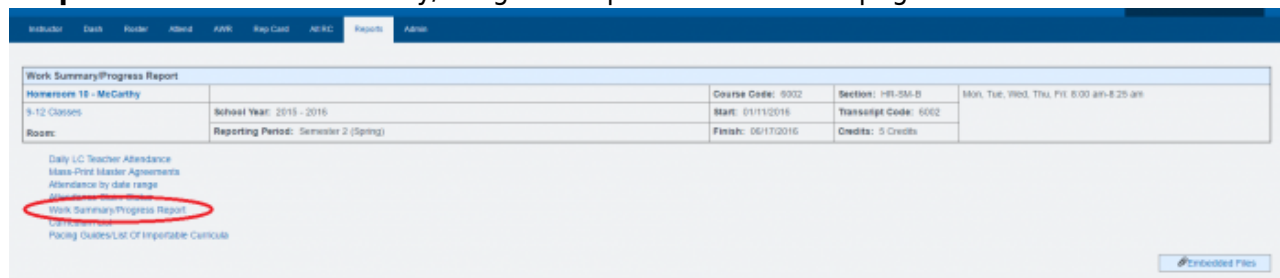 Instructor Dash Roster Attend AWR Rep Card Alt RC Reports Admin
Work Summary/Progress Report
Homeroom 10 - McCarthy Course Code: 6002 Section: HR-SM-B Mon, Tue, Wed, Thu, Fri: 8:00 am-8:25 am
9-12 Classes School Year: 2015 - 2016 Start: 01/11/2016 Transcript Code: 6002
Room: Reporting Period: Semester 2 (Spring) Finish: 06/17/2016 Credits: 5 Credits
Daily LC Teacher Attendance
Mass-Print Master Agreements
Attendance by date range
Work Summary/Progress Report
Pacing Guides/List Of Importable Curricula
Embedded Files